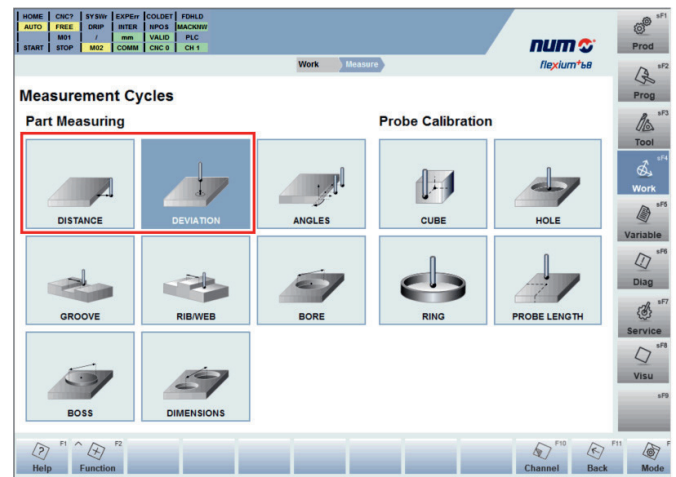 HOME CNC? SYSWr EXPErr COLDET FDHLD
AUTO FREE DRIP INTER NPOS MACKNW
M01 / mm VALID PLC
START STOP M02 COMM CNC 0 CH 1
num
flexium+68
Work Measure
Measurement Cycles
Part Measuring
Probe Calibration
DISTANCE
DEVIATION
ANGLES
CUBE
HOLE
GROOVE
RIB/WEB
BORE
RING
PROBE LENGTH
BOSS
DIMENSIONS
sF1
Prod
sF2
Prog
sF3
Tool
sF4
Work
sF5
Variable
sF6
Diag
sF7
Service
sF8
Visu
sF9
F1
Help
F2
Function
F10
Channel
F11
Back
F
Mode